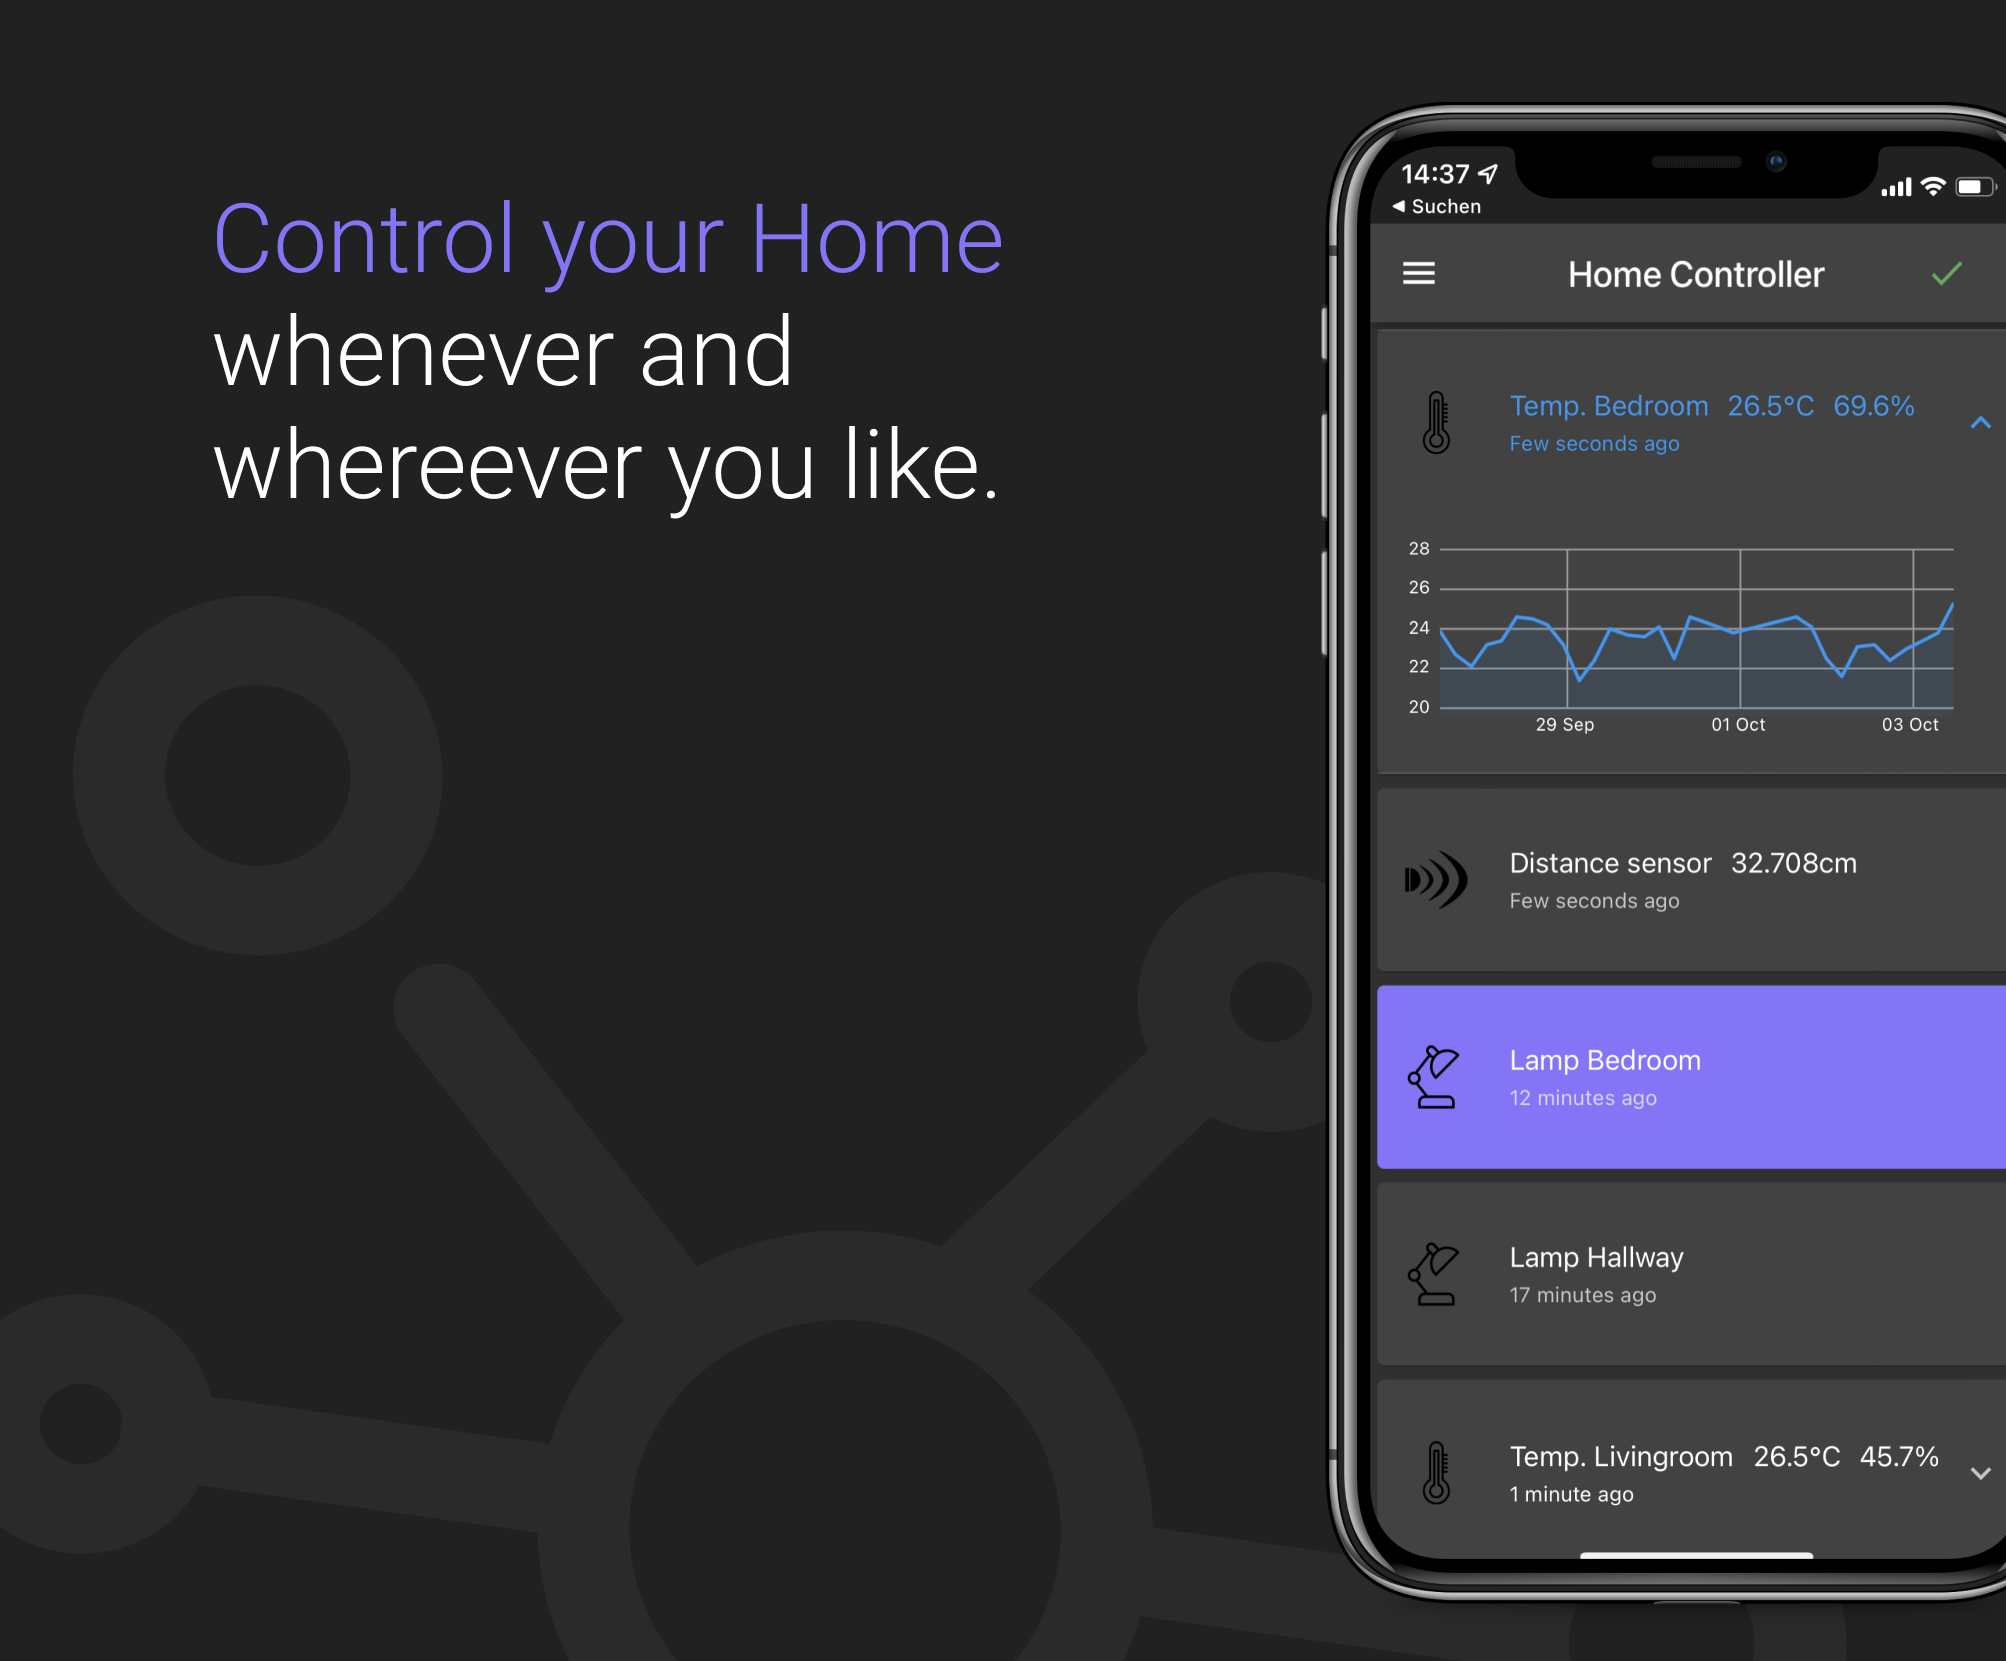 Control your Home
whenever and
whereever you like.
14:37
Suchen
Home Controller
Temp. Bedroom 26.5°C 69.6%
Few seconds ago
28
26
24
22
20
29 Sep 01 Oct 03 Oct
Distance sensor 32.708cm
Few seconds ago
Lamp Bedroom
12 minutes ago
Lamp Hallway
17 minutes ago
Temp. Livingroom 26.5°C 45.7%
1 minute ago